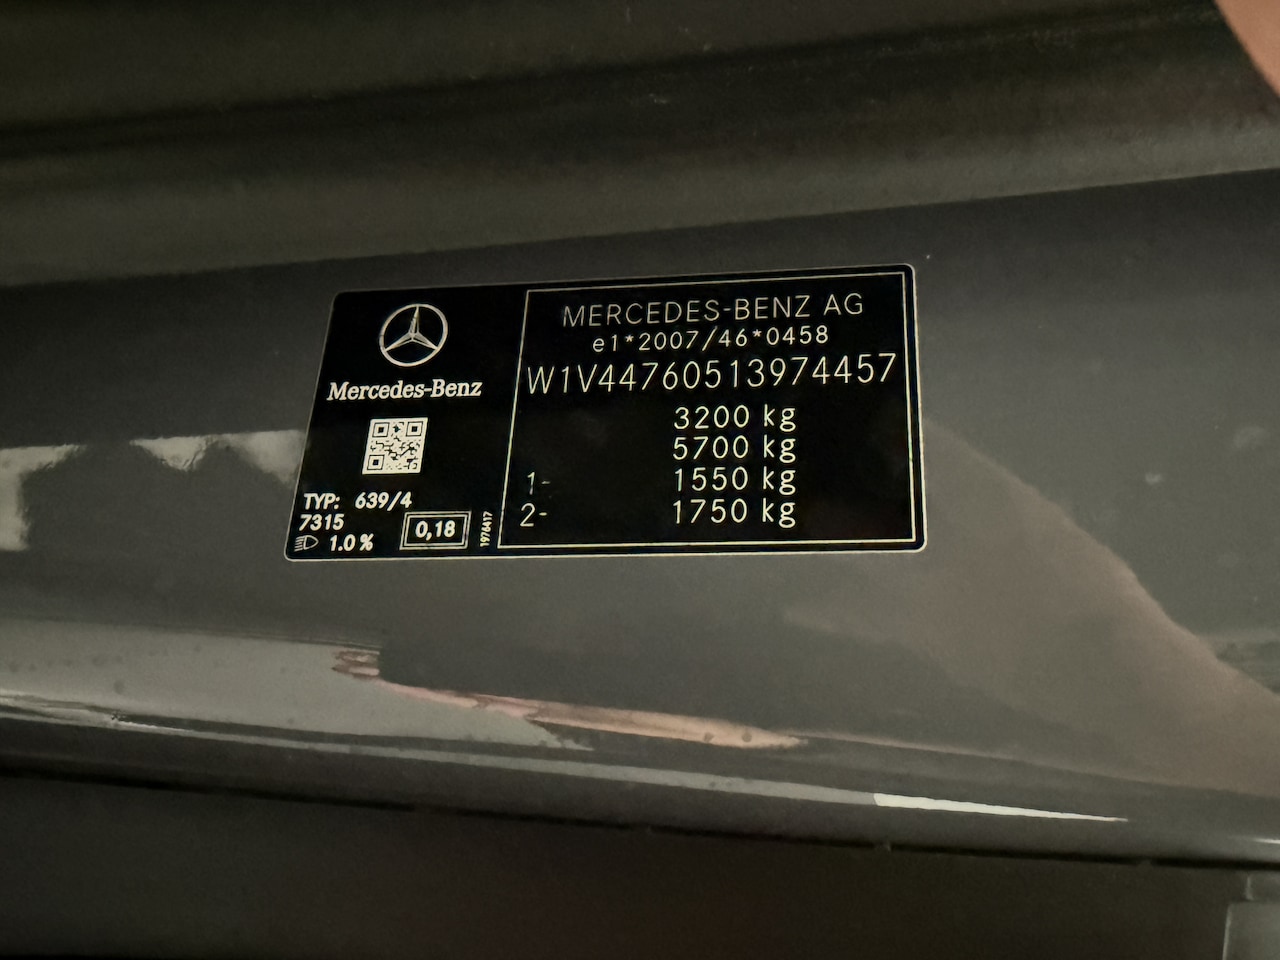 Mercedes-Benz
TYP: 639/4
7315
1.0 %
0,18
1976417
MERCEDES-BENZ AG
e1*2007/46*0458
W1V44760513974457
3200 kg
5700 kg
1- 1550 kg
2- 1750 kg